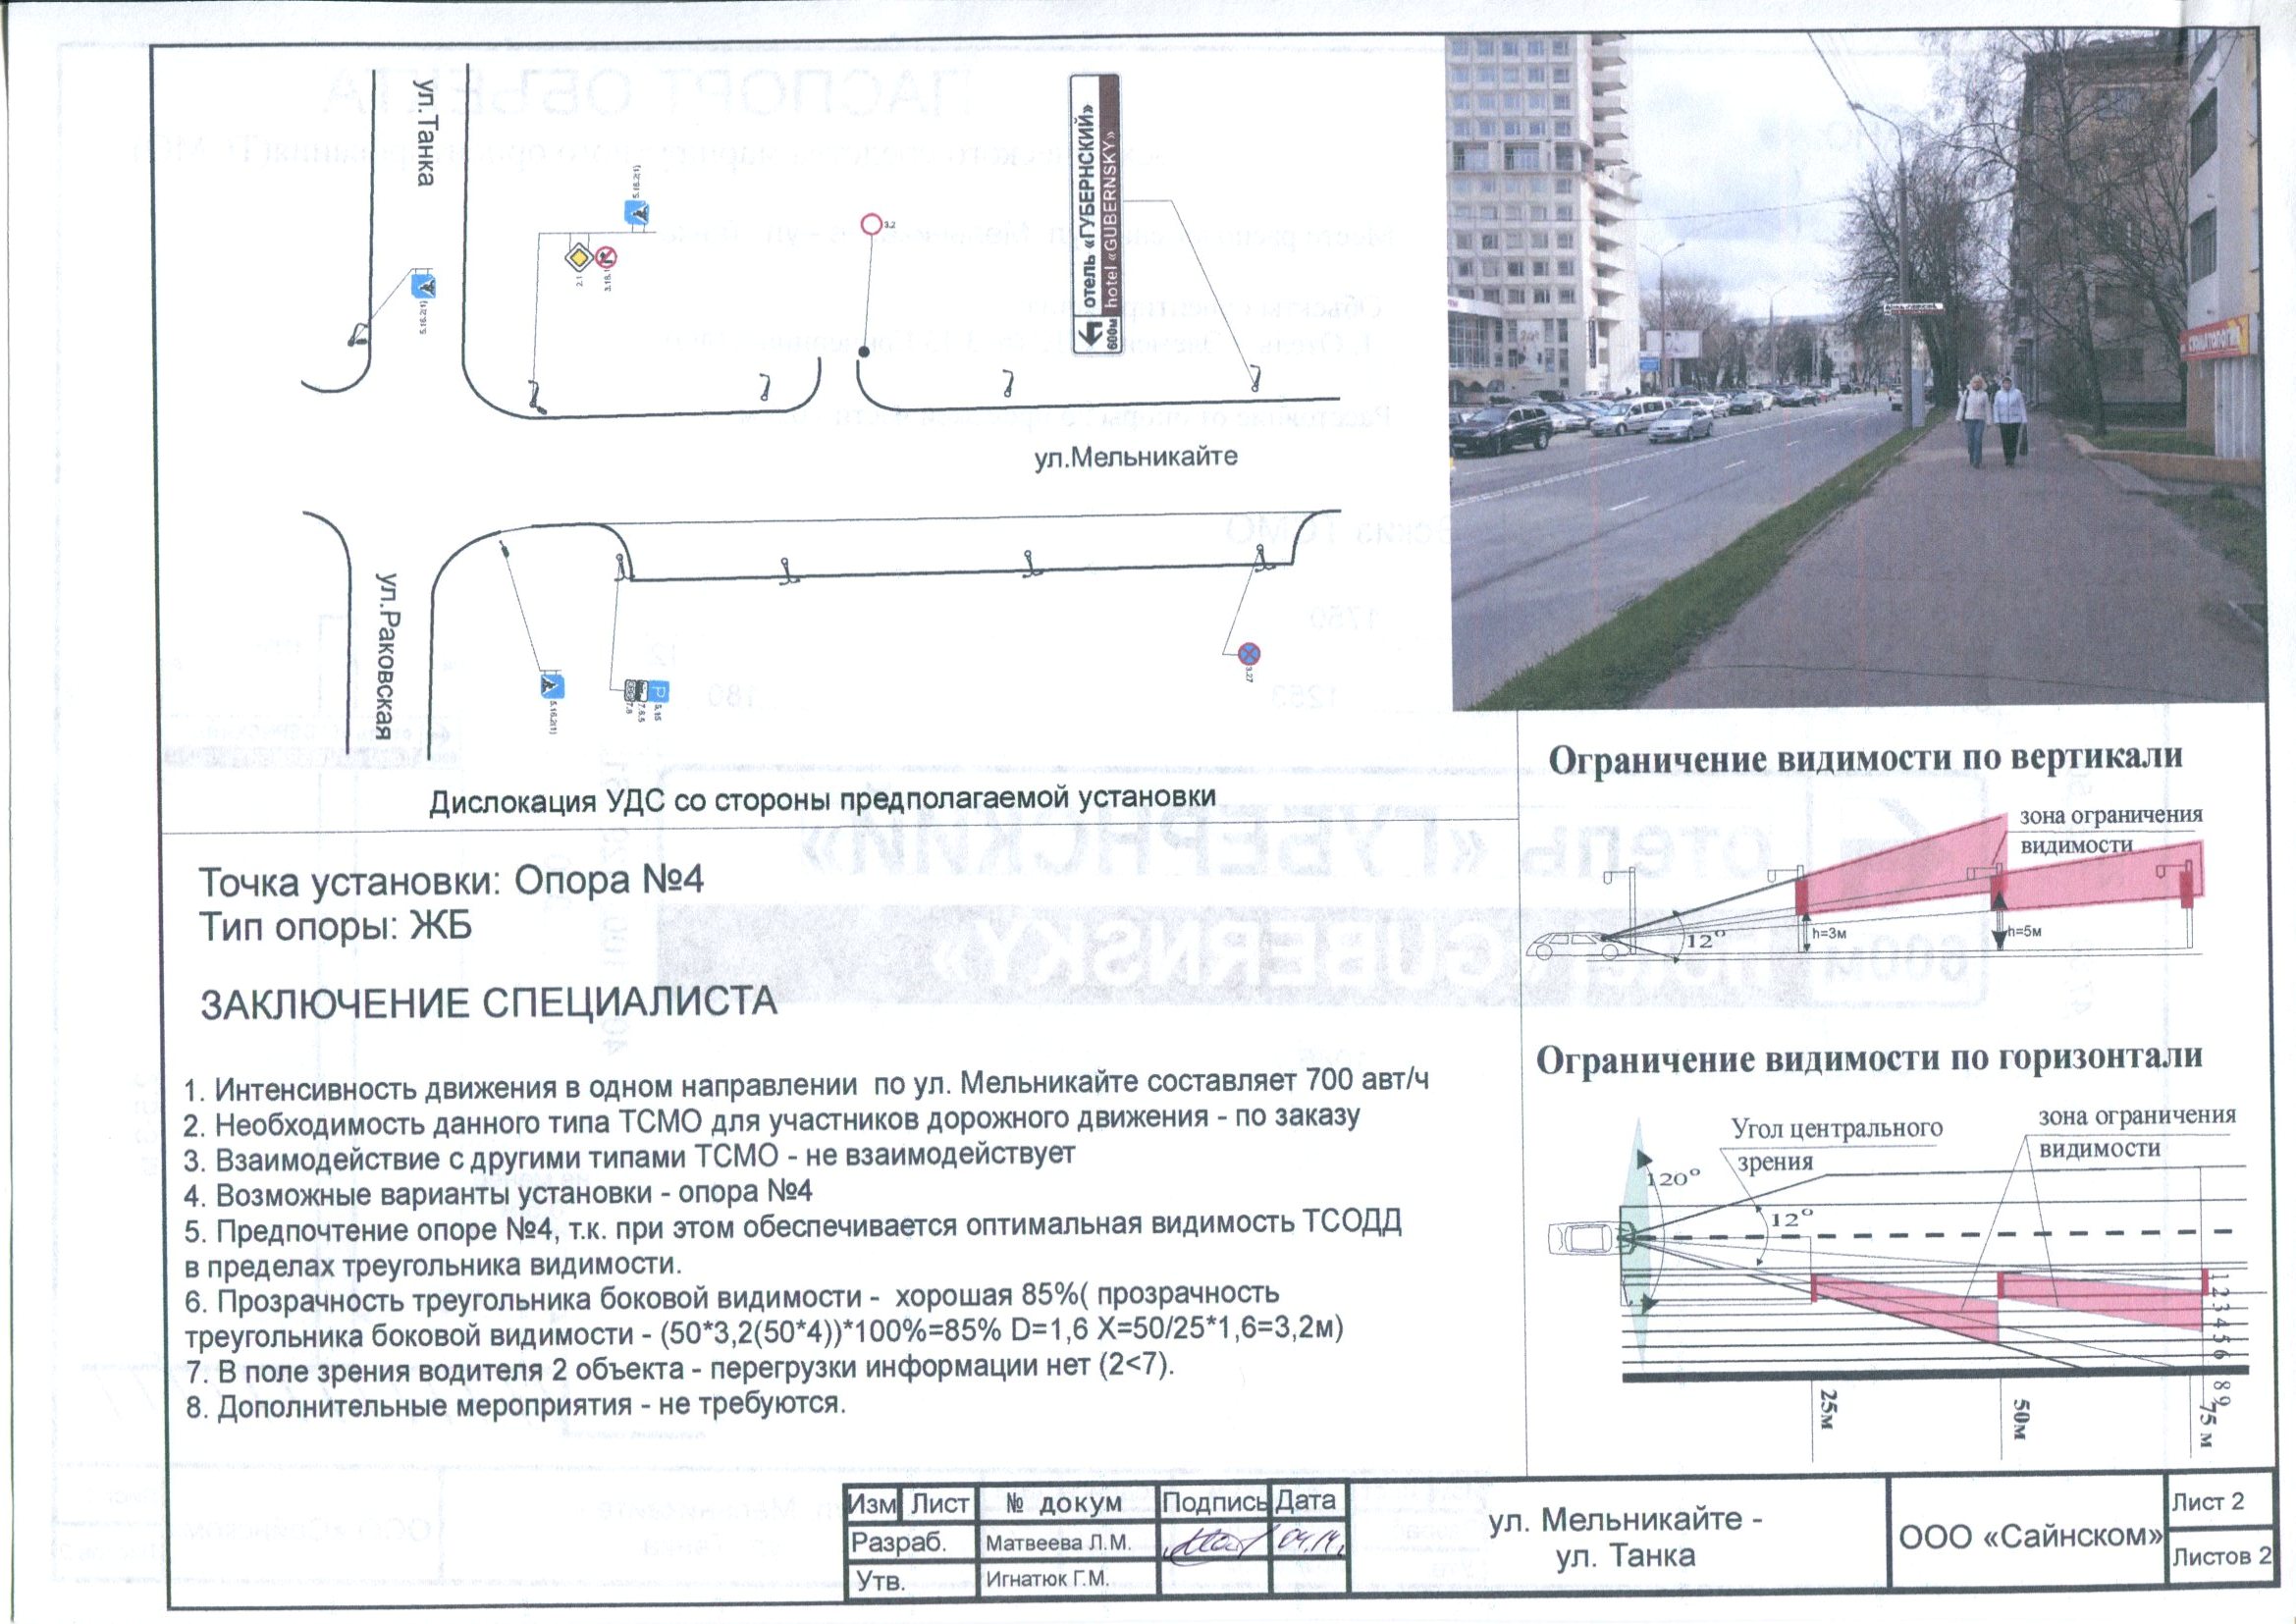 ул.Танка
5.16.2(1)
5.16.2(1)
2.1
3.18.1
3.2
отель «ГУБЕРНСКИЙ»
600м hotel «GUBERNSKY»
ул.Мельникайте
ул.Раковская
5.16.2(1)
7.8
7.6.5
5.15
P
3.27
Дислокация УДС со стороны предполагаемой установки
Точка установки: Опора №4
Тип опоры: ЖБ
ЗАКЛЮЧЕНИЕ СПЕЦИАЛИСТА
1. Интенсивность движения в одном направлении по ул. Мельникайте составляет 700 авт/ч
2. Необходимость данного типа ТСМО для участников дорожного движения - по заказу
3. Взаимодействие с другими типами ТСМО - не взаимодействует
4. Возможные варианты установки - опора №4
5. Предпочтение опоре №4, т.к. при этом обеспечивается оптимальная видимость ТСОДД
в пределах треугольника видимости.
6. Прозрачность треугольника боковой видимости - хорошая 85%( прозрачность
треугольника боковой видимости - (50*3,2(50*4))*100%=85% D=1,6 X=50/25*1,6=3,2м)
7. В поле зрения водителя 2 объекта - перегрузки информации нет (2<7).
8. Дополнительные мероприятия - не требуются.
Ограничение видимости по вертикали
зона ограничения
видимости
12°
h=3м
h=5м
Ограничение видимости по горизонтали
Угол центрального
зрения
зона ограничения
видимости
120°
12°
1 2 3 4 5 6 8 9
25м
50м
75 м
Изм Лист № докум Подпись Дата
Разраб. Матвеева Л.М. 04.14.
Утв. Игнатюк Г.М.
ул. Мельникайте -
ул. Танка
ООО «Сайнском»
Лист 2
Листов 2